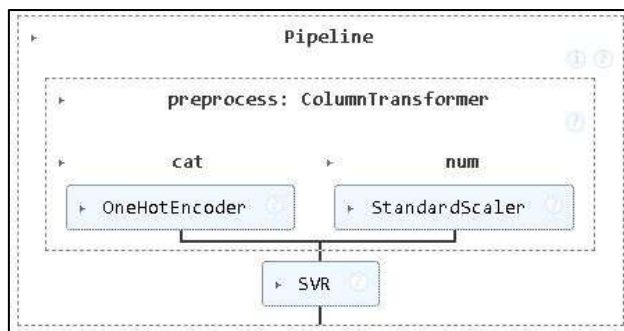 Pipeline
i ?
preprocess: ColumnTransformer
?
cat num
OneHotEncoder ? StandardScaler ?
SVR ?